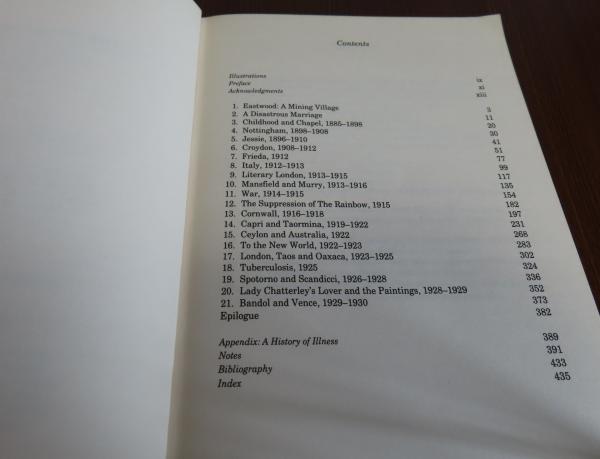 Contents
Illustrations ix
Preface xi
Acknowledgments xiii
1. Eastwood: A Mining Village 3
2. A Disastrous Marriage 11
3. Childhood and Chapel, 1885–1898 20
4. Nottingham, 1898–1908 30
5. Jessie, 1896–1910 41
6. Croydon, 1908–1912 51
7. Frieda, 1912 77
8. Italy, 1912–1913 99
9. Literary London, 1913–1915 117
10. Mansfield and Murry, 1913–1916 135
11. War, 1914–1915 154
12. The Suppression of The Rainbow, 1915 182
13. Cornwall, 1916–1918 197
14. Capri and Taormina, 1919–1922 231
15. Ceylon and Australia, 1922 268
16. To the New World, 1922–1923 283
17. London, Taos and Oaxaca, 1923–1925 302
18. Tuberculosis, 1925 324
19. Spotorno and Scandicci, 1926–1928 336
20. Lady Chatterley's Lover and the Paintings, 1928–1929 352
21. Bandol and Vence, 1929–1930 373
Epilogue 382
Appendix: A History of Illness 389
Notes 391
Bibliography 433
Index 435